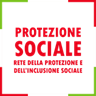 PROTEZIONE
SOCIALE
RETE DELLA PROTEZIONE E
DELL'INCLUSIONE SOCIALE